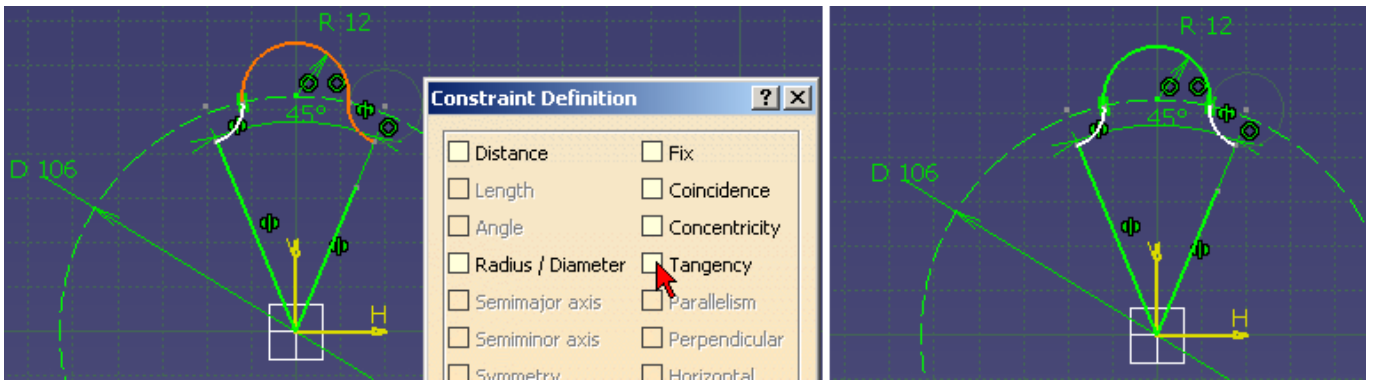 R 12
45°
D 106
V
H
Constraint Definition
Distance
Fix
Length
Coincidence
Angle
Concentricity
Radius / Diameter
Tangency
Semimajor axis
Parallelism
Semiminor axis
Perpendicular
Symmetry
Horizontal
R 12
45°
D 106
V
H